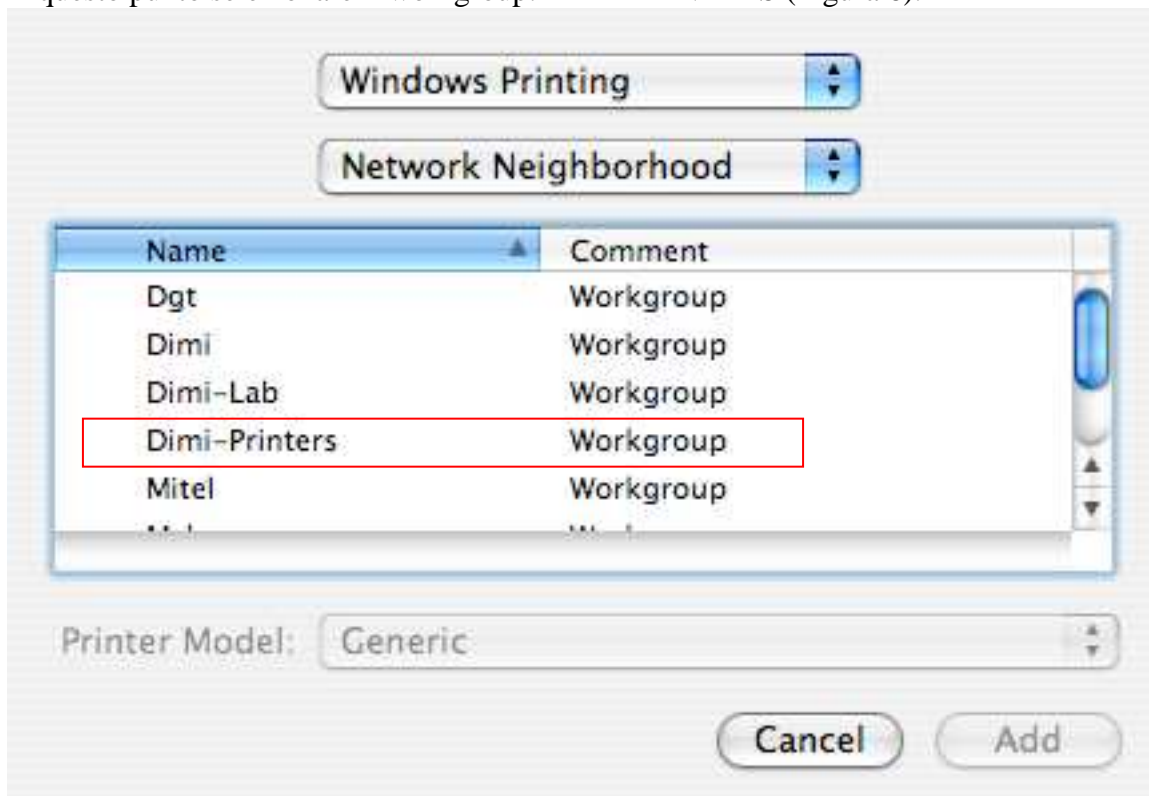 Windows Printing
Network Neighborhood
Name Comment
Dgt Workgroup
Dimi Workgroup
Dimi-Lab Workgroup
Dimi-Printers Workgroup
Mitel Workgroup
Printer Model: Generic
Cancel Add